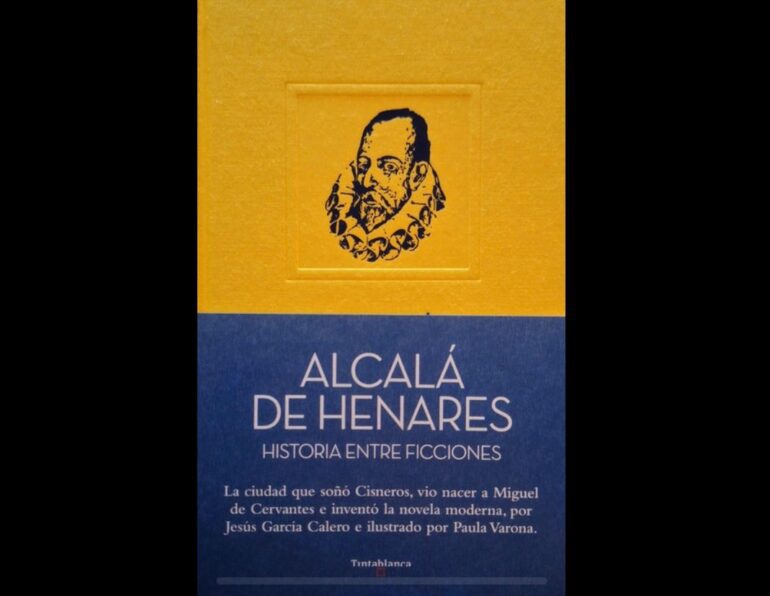 ALCALÁ
DE HENARES
HISTORIA ENTRE FICCIONES
La ciudad que soñó Cisneros, vio nacer a Miguel
de Cervantes e inventó la novela moderna, por
Jesús García Calero e ilustrado por Paula Varona.
Tintablanca